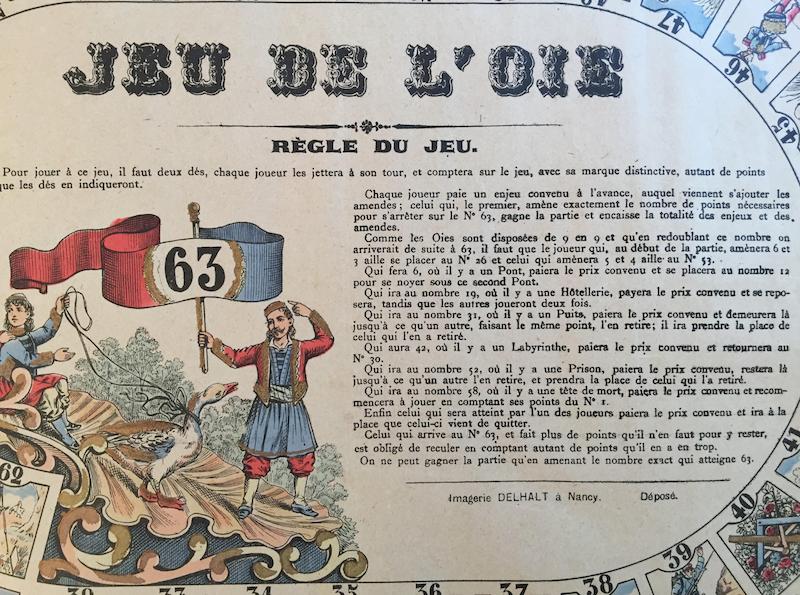 JEU DE L'OIE
RÈGLE DU JEU.
Pour jouer à ce jeu, il faut deux dés, chaque joueur les jettera à son tour, et comptera sur le jeu, avec sa marque distinctive, autant de points
que les dés en indiqueront.
Chaque joueur paie un enjeu convenu à l'avance, auquel viennent s'ajouter les
amendes; celui qui, le premier, amène exactement le nombre de points nécessaires
pour s'arrêter sur le No 63, gagne la partie et encaisse la totalité des enjeux et des
amendes.
Comme les Oies sont disposées de 9 en 9 et qu'en redoublant ce nombre on
arriverait de suite à 63, il faut que le joueur qui, au début de la partie, amènera 6 et
3 aille se placer au No 26 et celui qui amènera 5 et 4 aille au No 53.
Qui fera 6, où il y a un Pont, paiera le prix convenu et se placera au nombre 12
pour se noyer sous ce second Pont.
Qui ira au nombre 19, où il y a une Hôtellerie, payera le prix convenu et se repo-
sera, tandis que les autres joueront deux fois.
Qui ira au nombre 31, où il y a un Puits, paiera le prix convenu et demeurera là
jusqu'à ce qu'un autre, faisant le même point, l'en retire; il ira prendre la place de
celui qui l'en a retiré.
Qui aura 42, où il y a un Labyrinthe, paiera le prix convenu et retournera au
No 30.
Qui ira au nombre 52, où il y a une Prison, paiera le prix convenu, restera là
jusqu'à ce qu'un autre l'en retire, et prendra la place de celui qui l'a retiré.
Qui ira au nombre 58, où il y a une tête de mort, paiera le prix convenu et recom-
mencera à jouer en comptant ses points du No 1.
Enfin celui qui sera atteint par l'un des joueurs paiera le prix convenu et ira à la
place que celui-ci vient de quitter.
Celui qui arrive au No 63, et fait plus de points qu'il n'en faut pour y rester,
est obligé de reculer en comptant autant de points qu'il en a en trop.
On ne peut gagner la partie qu'en amenant le nombre exact qui atteigne 63.
Imagerie DELHALT à Nancy. Déposé.
63
47
46
45
41
40
39
38
37
36
35
34
62